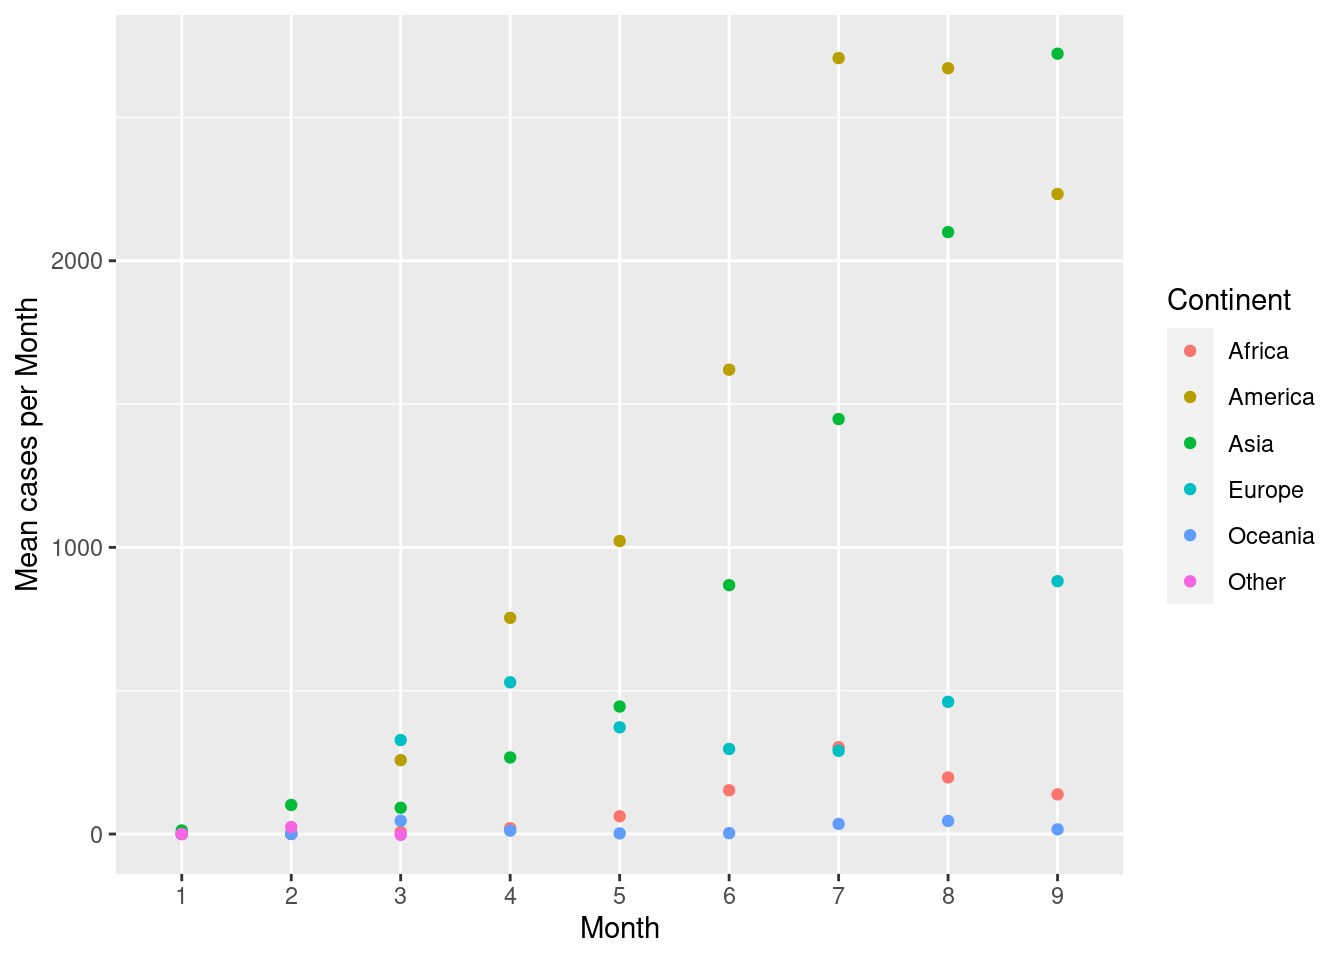 Mean cases per Month
2000
1000
0
1 2 3 4 5 6 7 8 9
Month
Continent
Africa
America
Asia
Europe
Oceania
Other